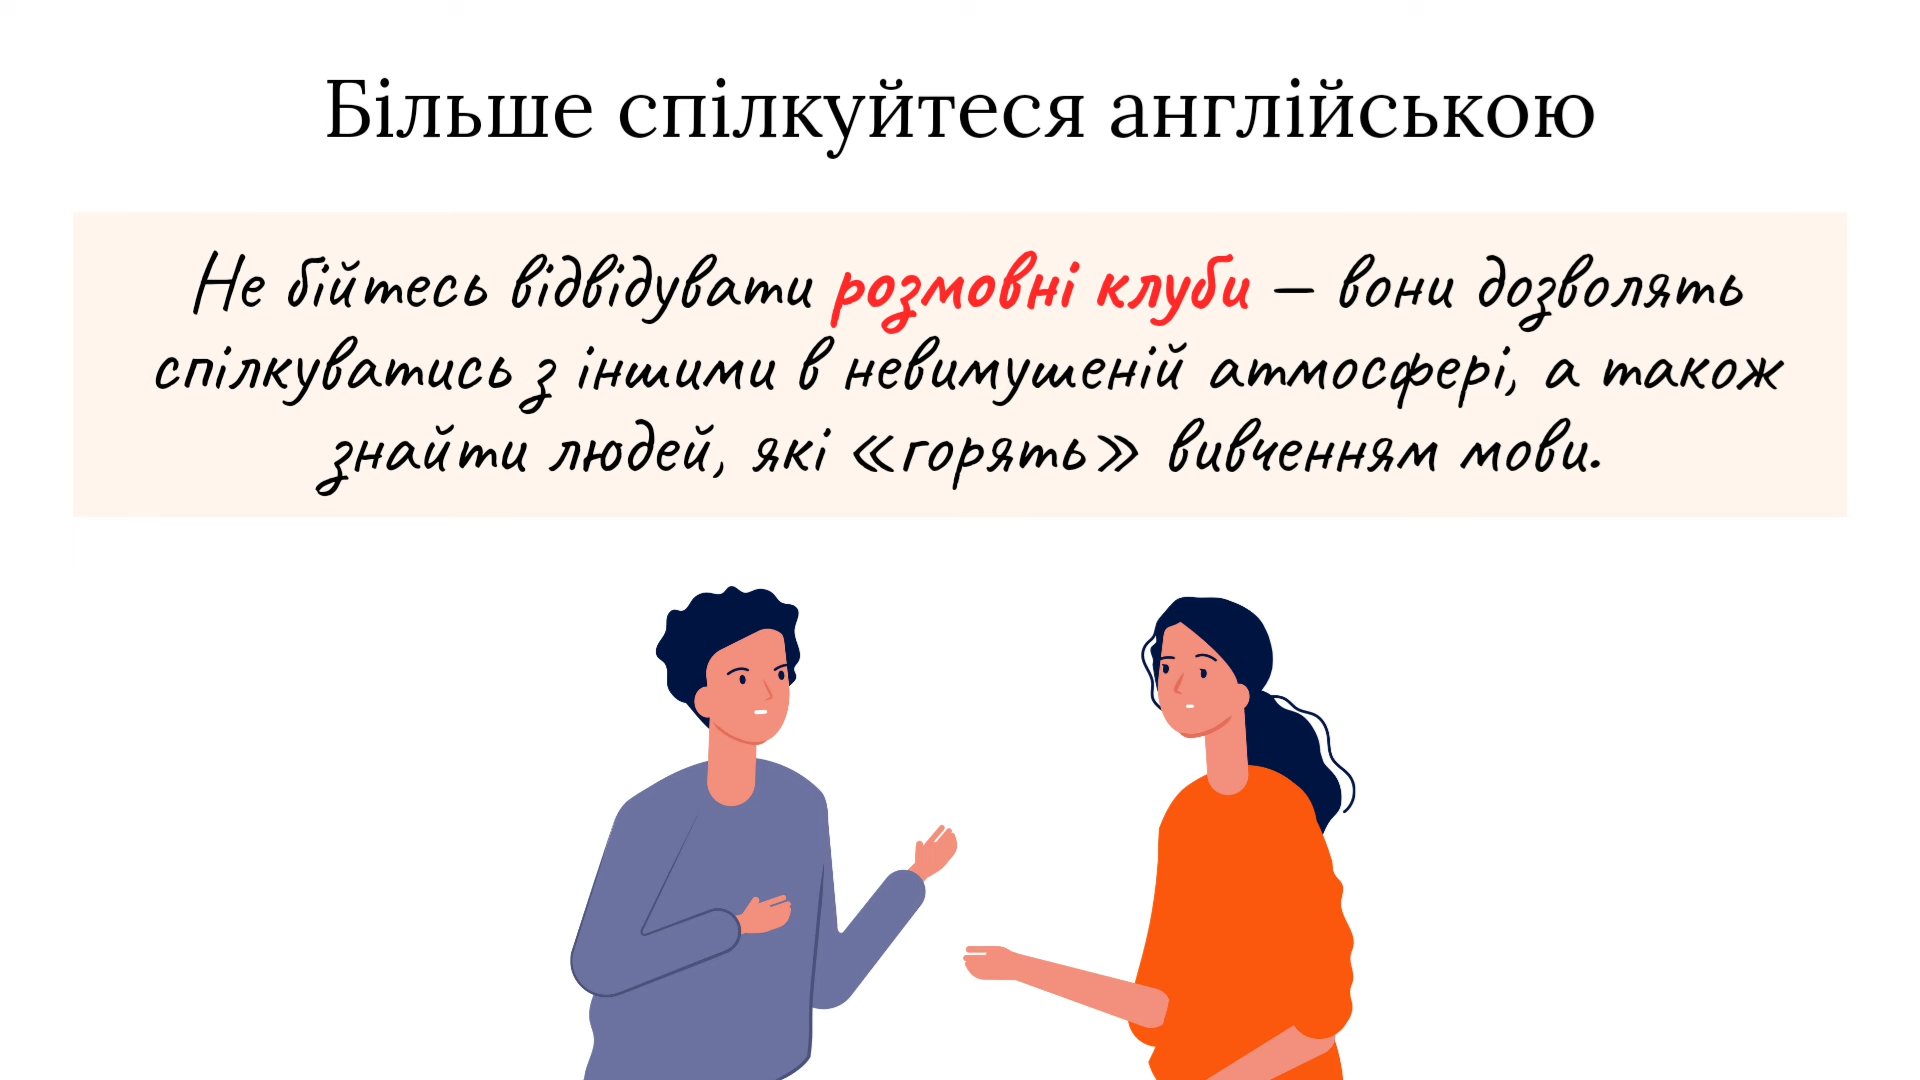 Більше спілкуйтеся англійською
Не бійтесь відвідувати розмовні клуби — вони дозволять
спілкуватись з іншими в невимушеній атмосфері, а також
знайти людей, які «горять» вивченням мови.